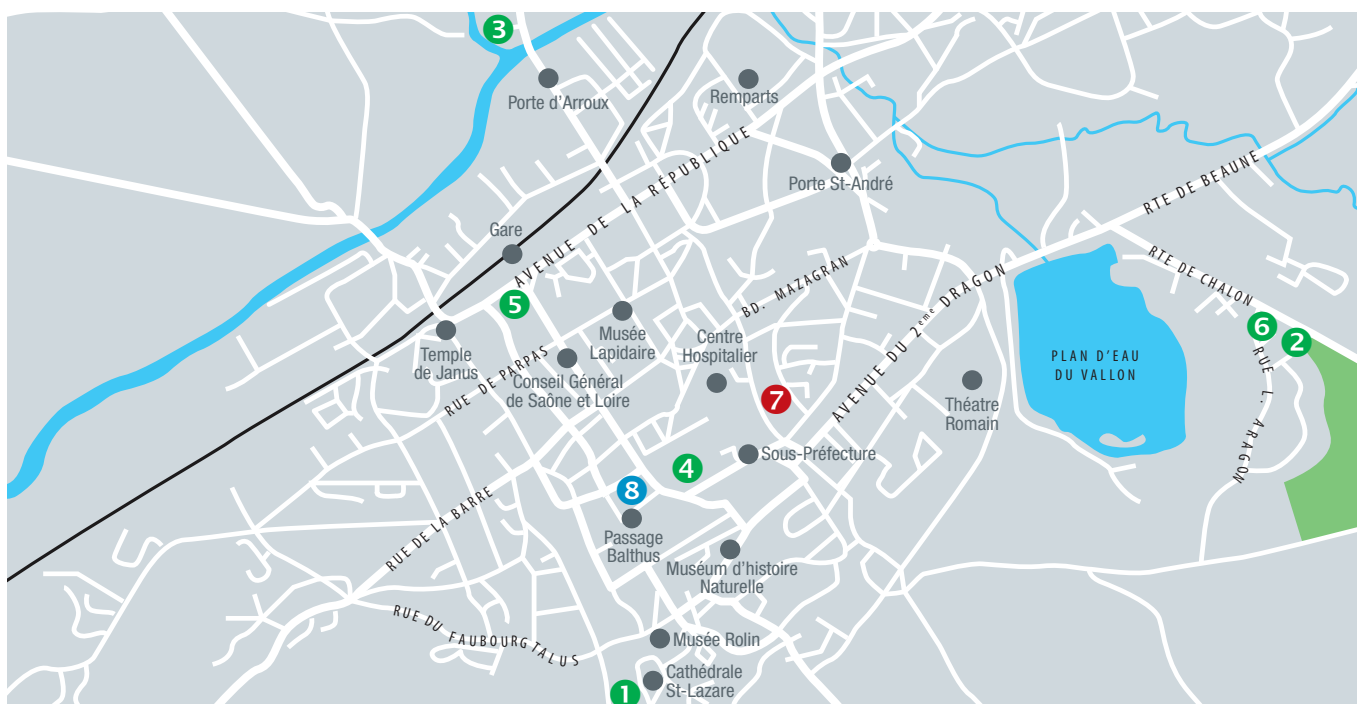 3
Porte d'Arroux
Remparts
Porte St-André
AVENUE DE LA RÉPUBLIQUE
RTE DE BEAUNE
Gare
RTE DE CHALON
BD. MAZAGRAN
AVENUE DU 2ème DRAGON
5
Musée
Lapidaire
Centre
Hospitalier
6
2
Temple
de Janus
RUE DE PARPAS
Conseil Général
de Saône et Loire
PLAN D'EAU
DU VALLON
RUE L. ARAGON
7
Théatre
Romain
4
Sous-Préfecture
8
Passage
Balthus
RUE DE LA BARRE
Muséum d'histoire
Naturelle
RUE DU FAUBOURG TALUS
Musée Rolin
Cathédrale
St-Lazare
1